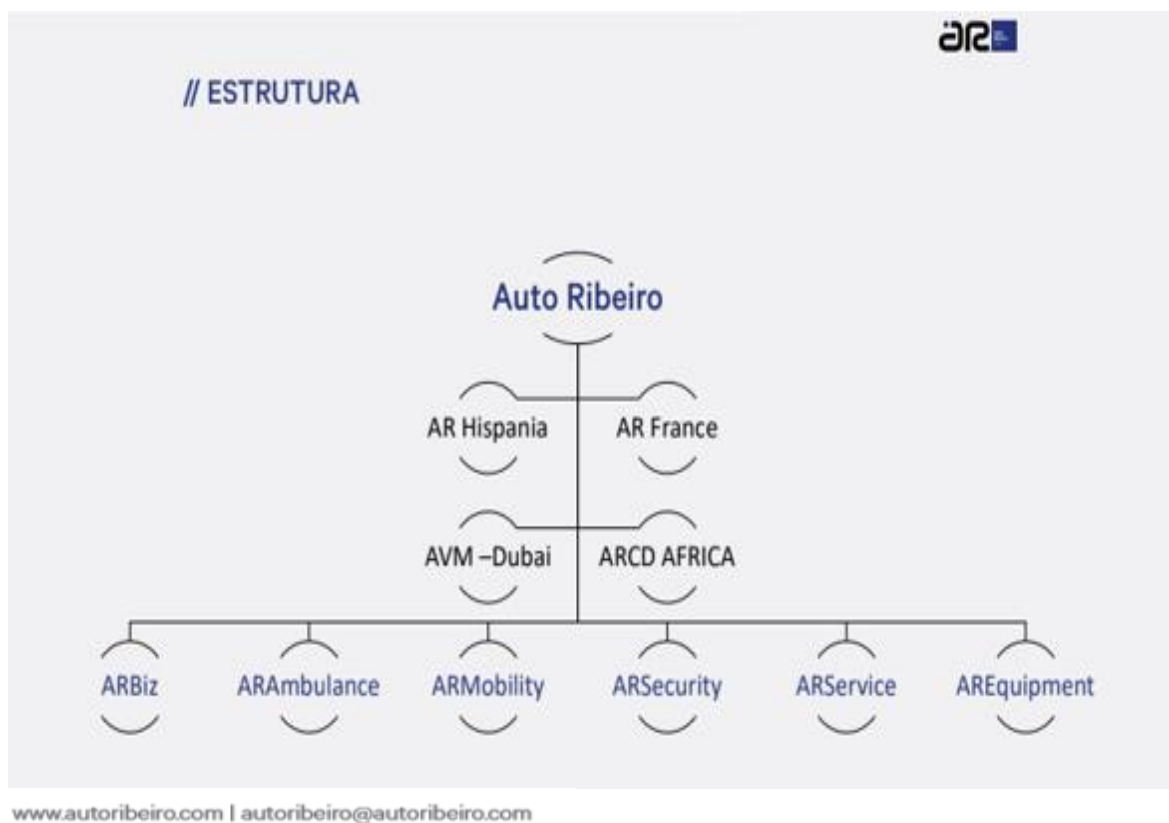 AR
// ESTRUTURA
Auto Ribeiro
AR Hispania AR France
AVM –Dubai ARCD AFRICA
ARBiz ARAmbulance ARMobility ARSecurity ARService AREquipment
www.autoribeiro.com | autoribeiro@autoribeiro.com